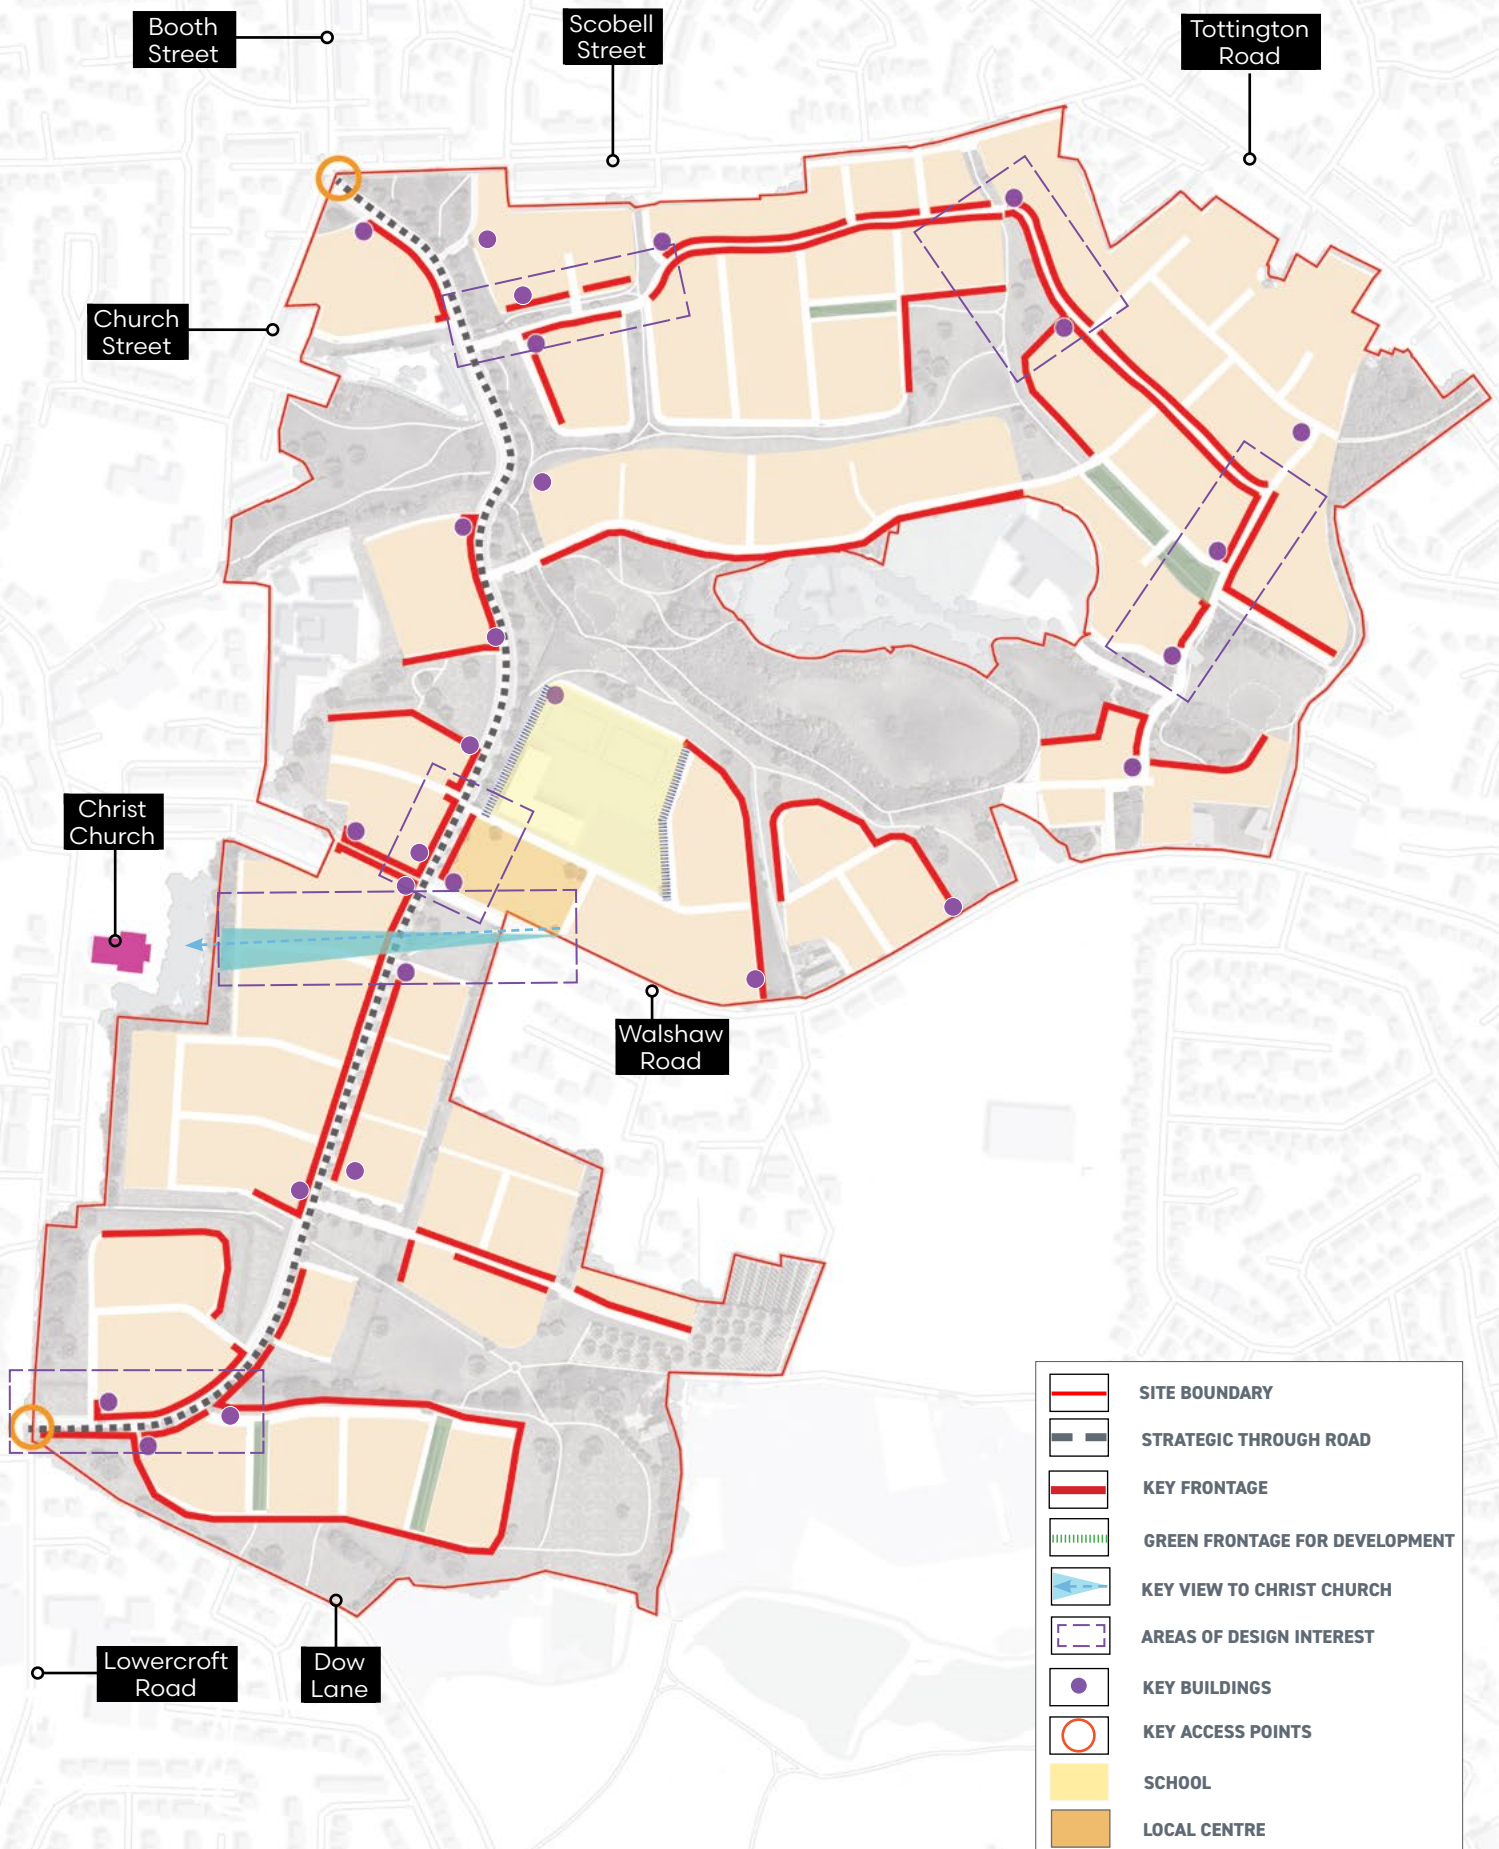 Booth
Street
Scobell
Street
Tottington
Road
Church
Street
Christ
Church
Walshaw
Road
Lowercroft
Road
Dow
Lane
SITE BOUNDARY
STRATEGIC THROUGH ROAD
KEY FRONTAGE
GREEN FRONTAGE FOR DEVELOPMENT
KEY VIEW TO CHRIST CHURCH
AREAS OF DESIGN INTEREST
KEY BUILDINGS
KEY ACCESS POINTS
SCHOOL
LOCAL CENTRE